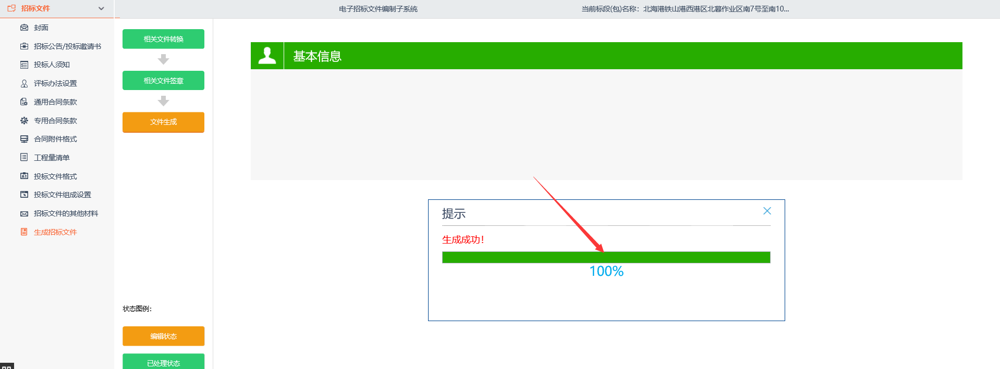 招标文件
电子招标文件编制子系统
当前标段(包)名称：北海港铁山港西港区北暮作业区南7号至南10...
封面
招标公告/投标邀请书
投标人须知
评标办法设置
通用合同条款
专用合同条款
合同附件格式
工程量清单
投标文件格式
投标文件组成设置
招标文件的其他材料
生成招标文件
相关文件转换
相关文件签章
文件生成
状态图例：
编辑状态
已处理状态
基本信息
提示
生成成功！
100%